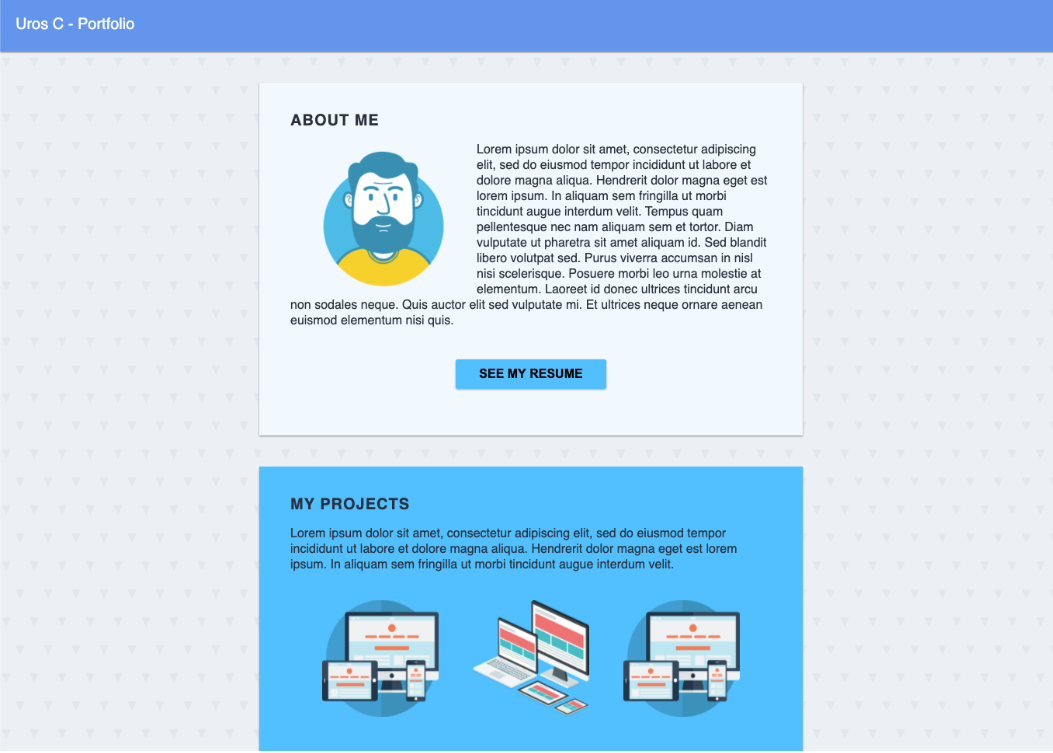 Uros C - Portfolio
ABOUT ME
Lorem ipsum dolor sit amet, consectetur adipiscing
elit, sed do eiusmod tempor incididunt ut labore et
dolore magna aliqua. Hendrerit dolor magna eget est
lorem ipsum. In aliquam sem fringilla ut morbi
tincidunt augue interdum velit. Tempus quam
pellentesque nec nam aliquam sem et tortor. Diam
vulputate ut pharetra sit amet aliquam id. Sed blandit
libero volutpat sed. Purus viverra accumsan in nisl
nisi scelerisque. Posuere morbi leo urna molestie at
elementum. Laoreet id donec ultrices tincidunt arcu
non sodales neque. Quis auctor elit sed vulputate mi. Et ultrices neque ornare aenean
euismod elementum nisi quis.
SEE MY RESUME
MY PROJECTS
Lorem ipsum dolor sit amet, consectetur adipiscing elit, sed do eiusmod tempor
incididunt ut labore et dolore magna aliqua. Hendrerit dolor magna eget est lorem
ipsum. In aliquam sem fringilla ut morbi tincidunt augue interdum velit.